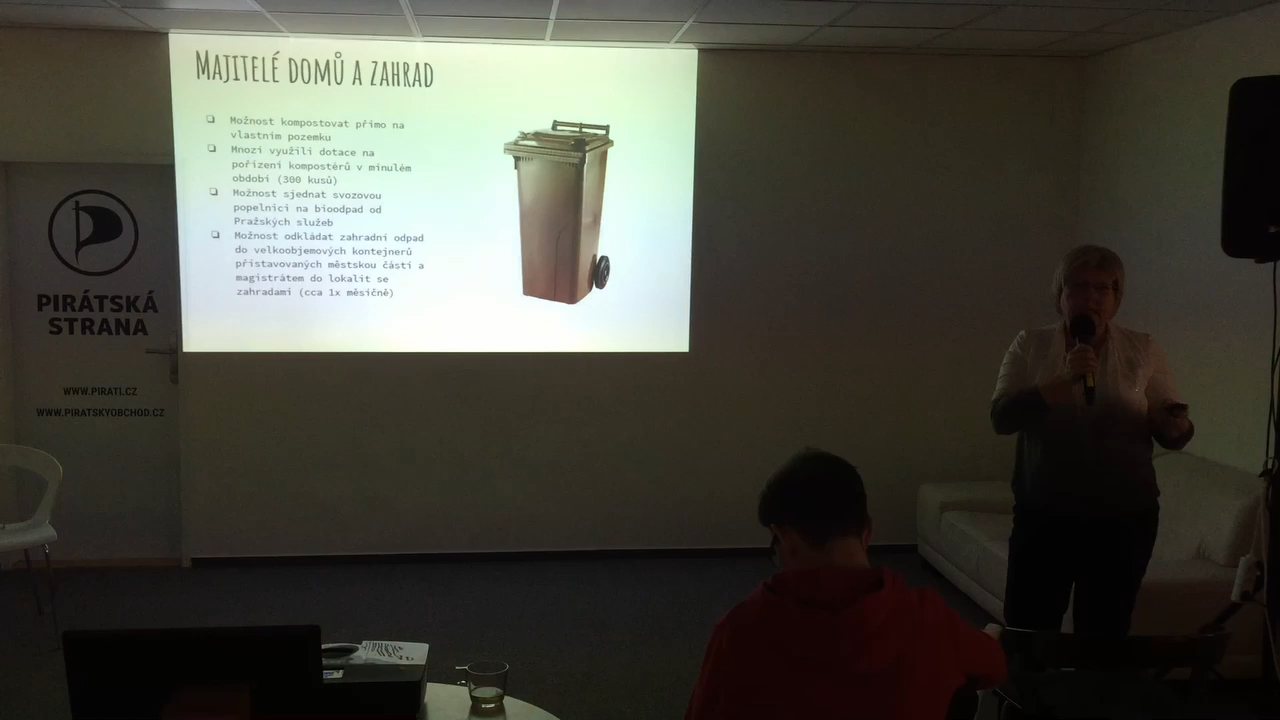 MAJITELÉ DOMŮ A ZAHRAD
Možnost kompostovat přímo na
vlastním pozemku
Mnozí využili dotace na
pořízení kompostérů v minulém
období (300 kusů)
Možnost sjednat svozovou
popelnici na bioodpad od
Pražských služeb
Možnost odkládat zahradní odpad
do velkoobjemových kontejnerů
přistavovaných městskou částí a
magistrátem do lokalit se
zahradami (cca 1x měsíčně)
PIRÁTSKÁ
STRANA
WWW.PIRATI.CZ
WWW.PIRATSKYOBCHOD.CZ